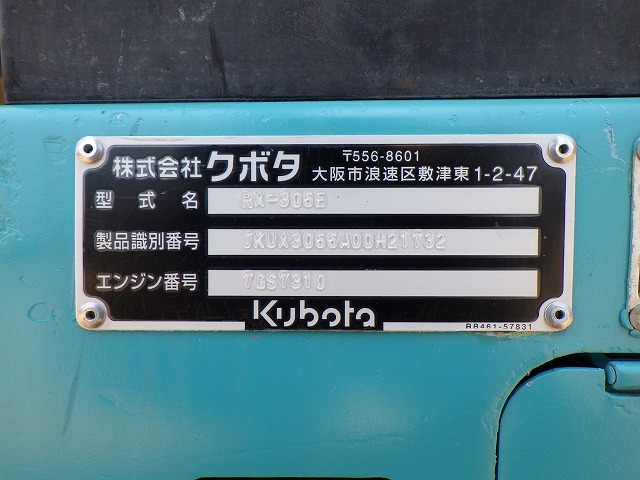 株式会社クボタ 〒556-8601
大阪市浪速区敷津東1-2-47
型式名 RX-306E
製品識別番号 JKUX3066A00H21732
エンジン番号 7GS7310
Kubota
RB461-57831